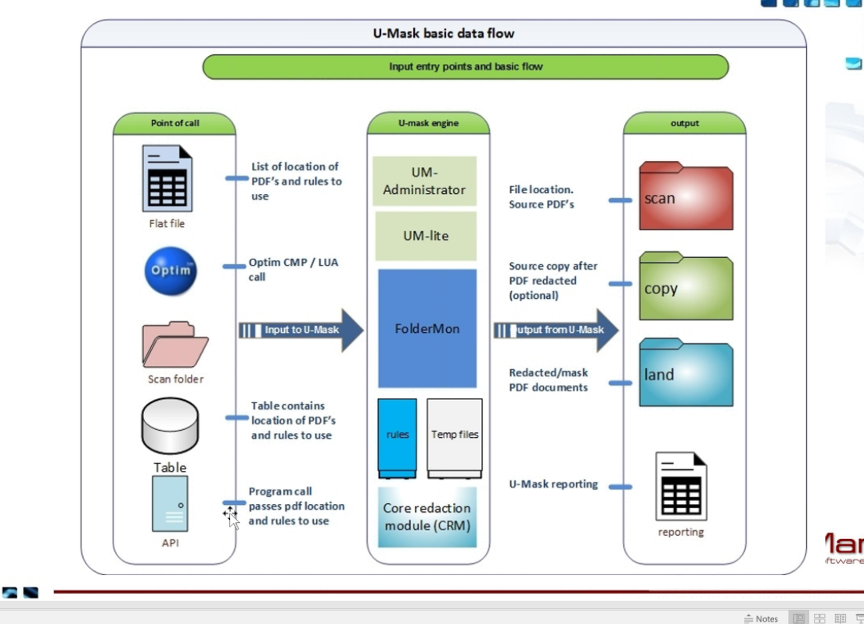 U-Mask basic data flow
Input entry points and basic flow
Point of call
Flat file
Optim™
Scan folder
Table
API
List of location of
PDF's and rules to
use
Optim CMP / LUA
call
Input to U-Mask
Table contains
location of PDF's
and rules to use
Program call
passes pdf location
and rules to use
U-mask engine
UM-
Administrator
UM-lite
FolderMon
rules
Temp files
Core redaction
module (CRM)
File location.
Source PDF's
Source copy after
PDF redacted
(optional)
utput from U-Mask
Redacted/mask
PDF documents
U-Mask reporting
output
scan
copy
land
reporting
ftware
Notes